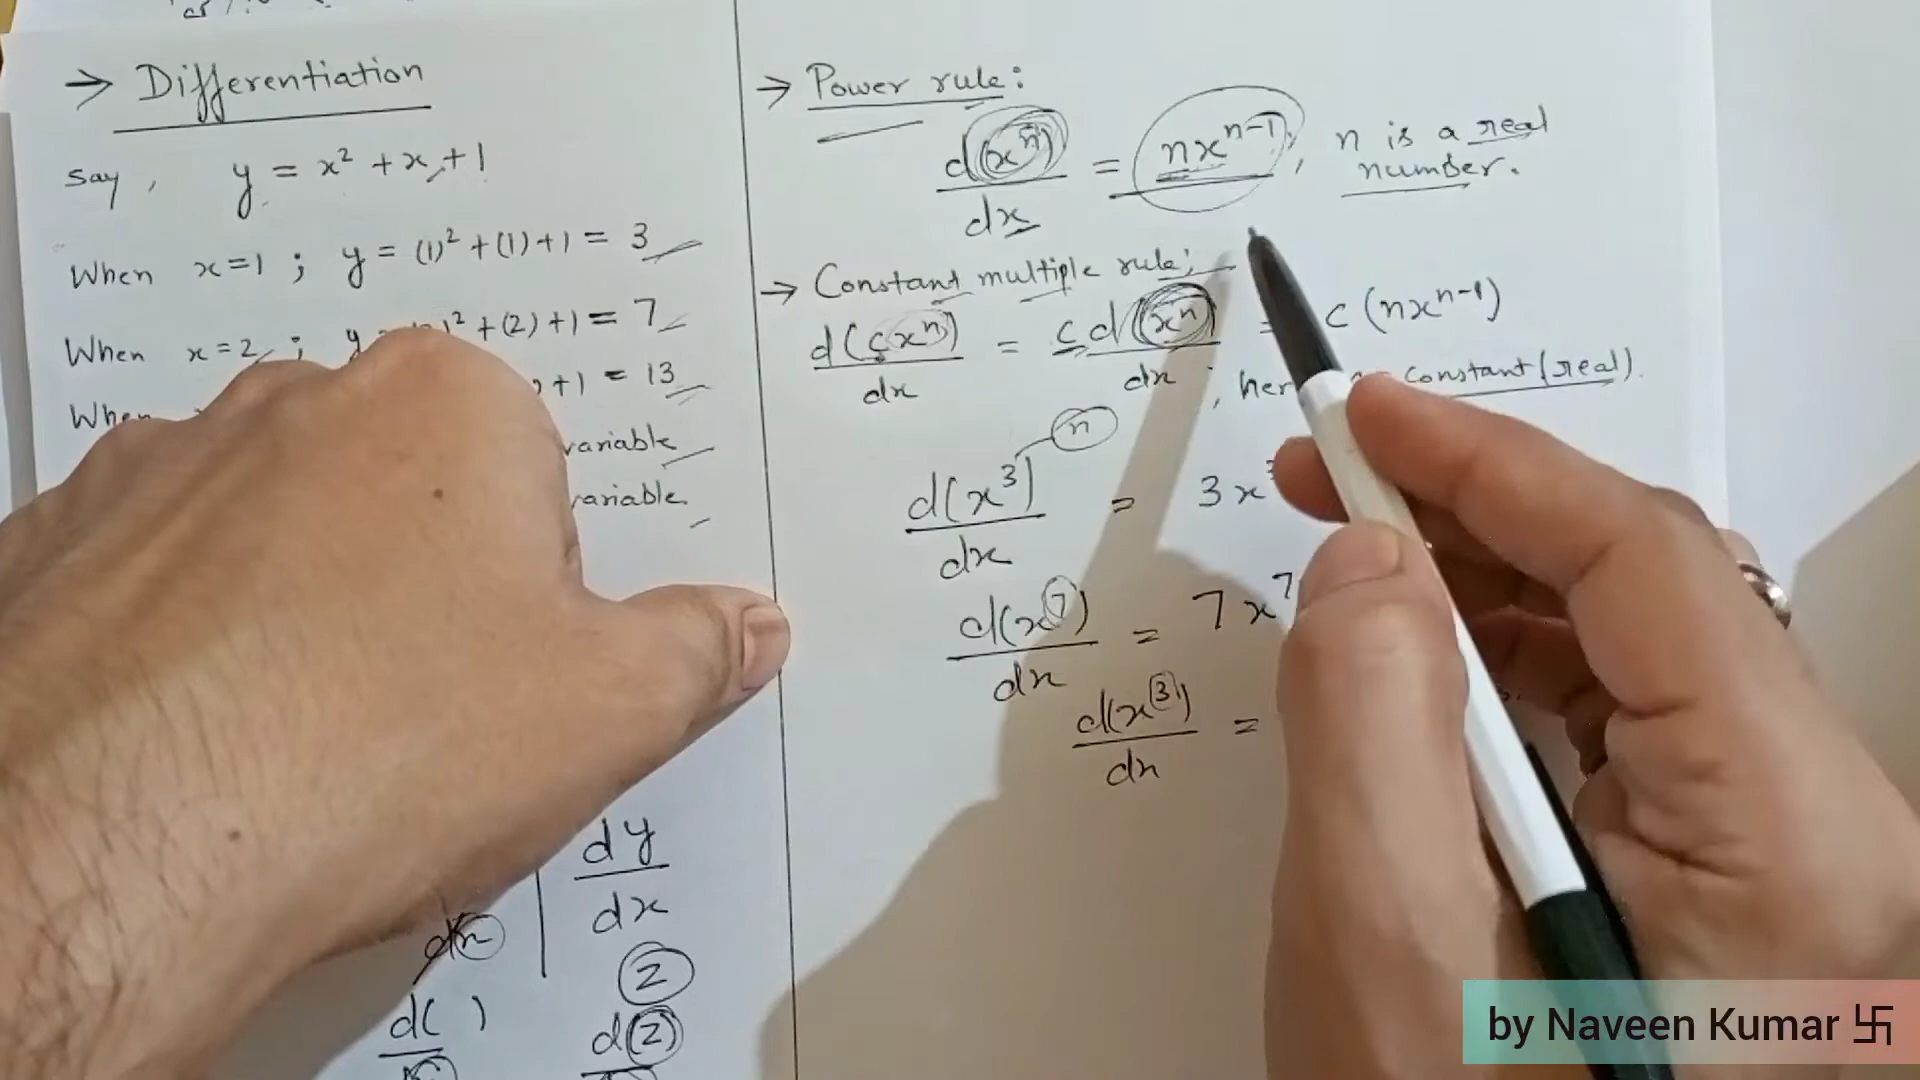 → Differentiation
Say, y = x² + x + 1
When x=1 ; y = (1)² + (1) + 1 = 3
When x=2 ; y ² + (2) + 1 = 7
When +1 = 13
variable
variable.
dy
dx
dx
2
d( )
d(2)
→ Power rule:
d(xⁿ)/dx = nxⁿ⁻¹, n is a real
number.
→ Constant multiple rule;
d(cxⁿ)/dx = c d(xⁿ)/dx = c(nxⁿ⁻¹)
; constant (real).
n
d(x³)/dx = 3x
d(x⁷)/dx = 7x⁷
d(x³)/dx =
by Naveen Kumar 卐